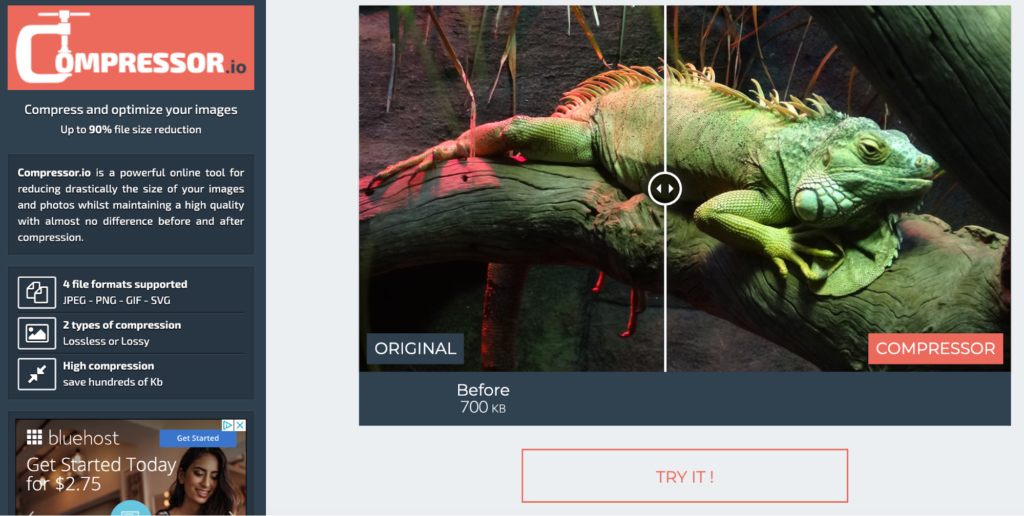 COMPRESSOR.io
Compress and optimize your images
Up to 90% file size reduction
Compressor.io is a powerful online tool for
reducing drastically the size of your images
and photos whilst maintaining a high quality
with almost no difference before and after
compression.
4 file formats supported
JPEG - PNG - GIF - SVG
2 types of compression
Lossless or Lossy
High compression
save hundreds of Kb
bluehost
Get Started
Get Started Today
for $2.75
ORIGINAL
COMPRESSOR
Before
700 KB
TRY IT !